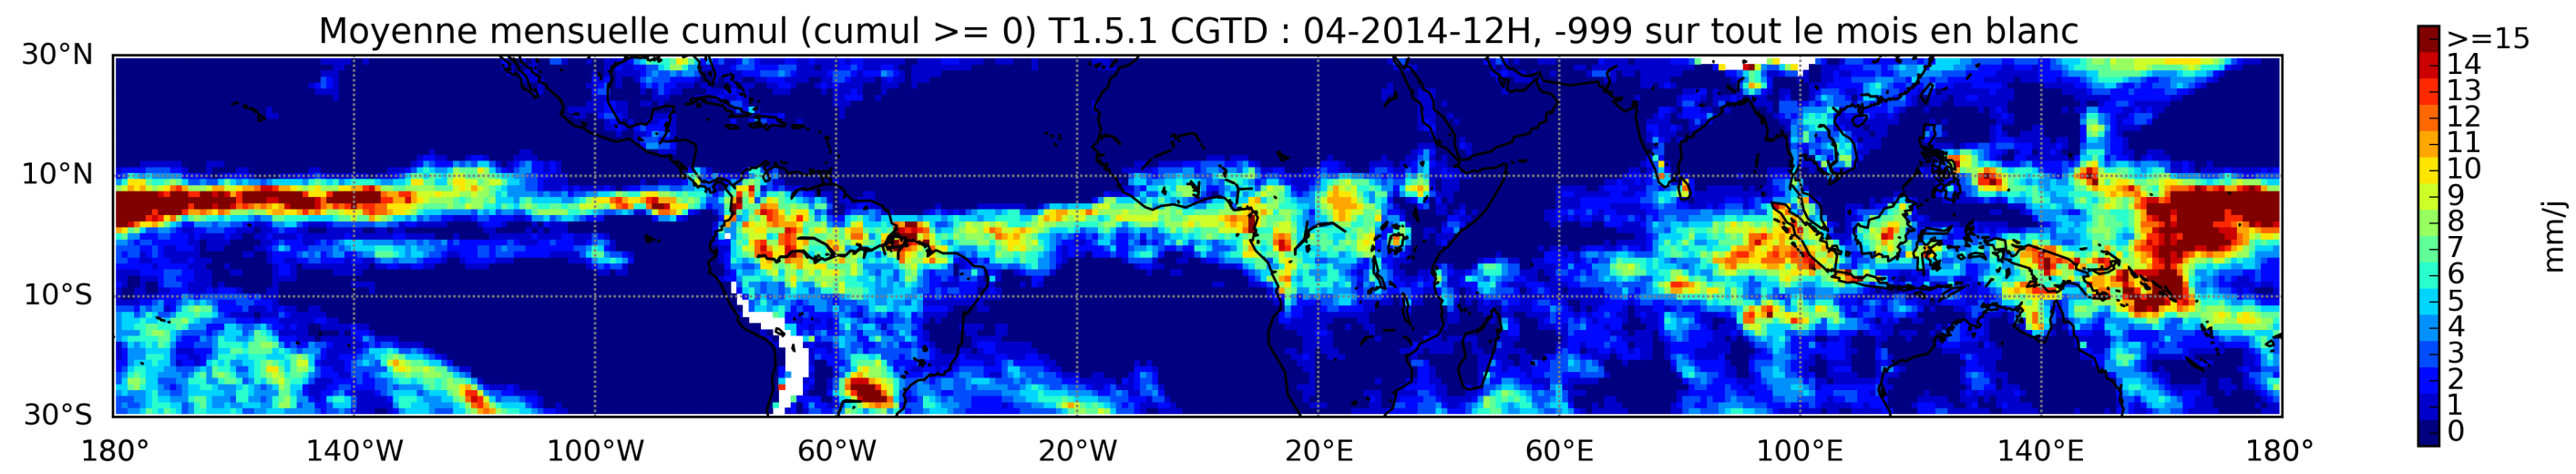 Moyenne mensuelle cumul (cumul >= 0) T1.5.1 CGTD : 04-2014-12H, -999 sur tout le mois en blanc
30°N
10°N
10°S
30°S
180° 140°W 100°W 60°W 20°W 20°E 60°E 100°E 140°E 180°
>=15
14
13
12
11
10
9
8
7
6
5
4
3
2
1
0
mm/j